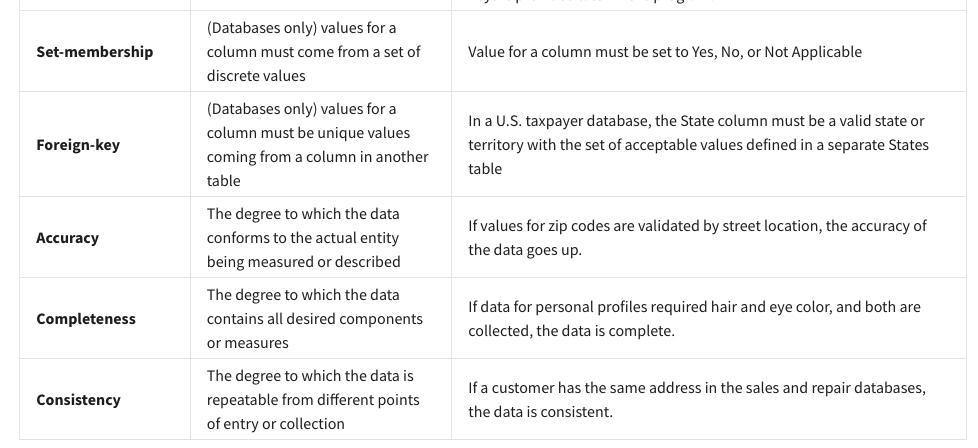 Set-membership
(Databases only) values for a
column must come from a set of
discrete values
Value for a column must be set to Yes, No, or Not Applicable
Foreign-key
(Databases only) values for a
column must be unique values
coming from a column in another
table
In a U.S. taxpayer database, the State column must be a valid state or
territory with the set of acceptable values defined in a separate States
table
Accuracy
The degree to which the data
conforms to the actual entity
being measured or described
If values for zip codes are validated by street location, the accuracy of
the data goes up.
Completeness
The degree to which the data
contains all desired components
or measures
If data for personal profiles required hair and eye color, and both are
collected, the data is complete.
Consistency
The degree to which the data is
repeatable from different points
of entry or collection
If a customer has the same address in the sales and repair databases,
the data is consistent.